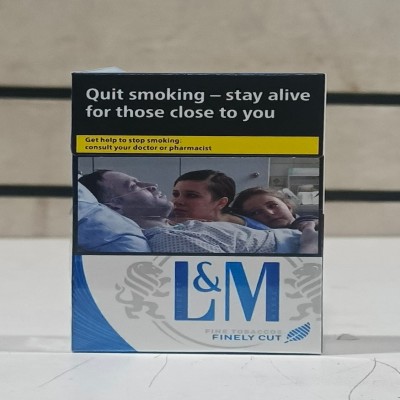 Quit smoking – stay alive
for those close to you
Get help to stop smoking:
consult your doctor or pharmacist
L&M
FINE TOBACCOS
FINELY CUT